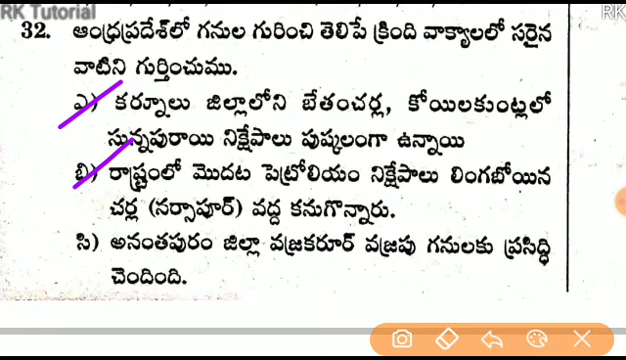 RK Tutorial
RK
32. ఆంధ్రప్రదేశ్‌లో గనుల గురించి తెలిపే క్రింది వాక్యాలలో సరైన
వాటిని గుర్తించుము.
ఎ) కర్నూలు జిల్లాలోని బేతంచర్ల, కోయిలకుంట్లలో
సున్నపురాయి నిక్షేపాలు పుష్కలంగా ఉన్నాయి
బి) రాష్ట్రంలో మొదట పెట్రోలియం నిక్షేపాలు లింగబోయిన
చర్ల (నర్సాపూర్) వద్ద కనుగొన్నారు.
సి) అనంతపురం జిల్లా వజ్రకరూర్ వజ్రపు గనులకు ప్రసిద్ధి
చెందింది.